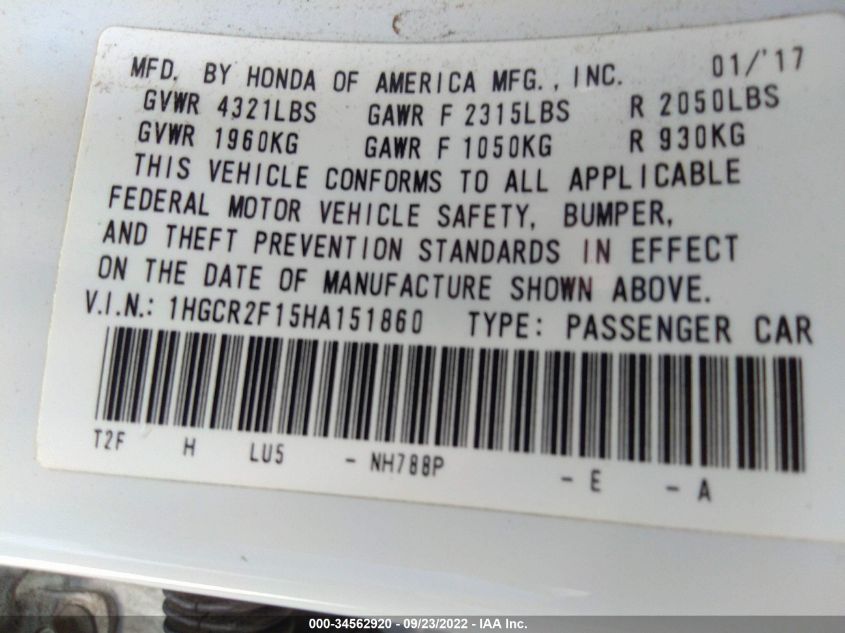 MFD. BY HONDA OF AMERICA MFG., INC. 01/'17
GVWR 4321LBS GAWR F 2315LBS R 2050LBS
GVWR 1960KG GAWR F 1050KG R 930KG
THIS VEHICLE CONFORMS TO ALL APPLICABLE
FEDERAL MOTOR VEHICLE SAFETY, BUMPER,
AND THEFT PREVENTION STANDARDS IN EFFECT
ON THE DATE OF MANUFACTURE SHOWN ABOVE.
V.I.N.: 1HGCR2F15HA151860 TYPE: PASSENGER CAR
T2F H LU5 - NH788P - E - A
000-34562920 - 09/23/2022 - IAA Inc.